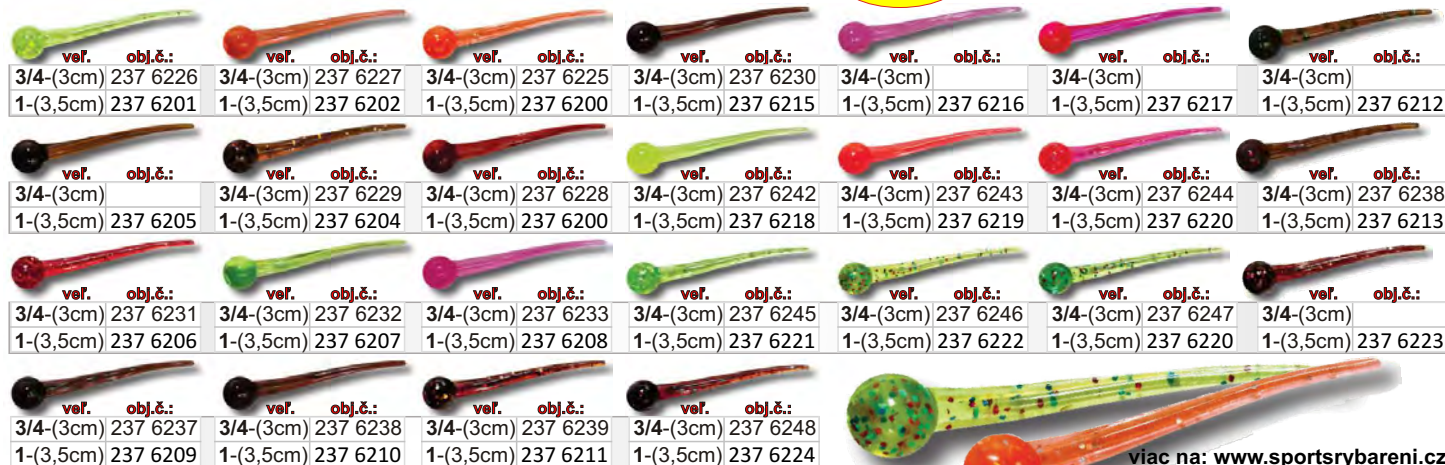 veľ. obj.č.: veľ. obj.č.: veľ. obj.č.: veľ. obj.č.: veľ. obj.č.: veľ. obj.č.: veľ. obj.č.:
3/4-(3cm) 237 6226 3/4-(3cm) 237 6227 3/4-(3cm) 237 6225 3/4-(3cm) 237 6230 3/4-(3cm) 3/4-(3cm) 3/4-(3cm)
1-(3,5cm) 237 6201 1-(3,5cm) 237 6202 1-(3,5cm) 237 6200 1-(3,5cm) 237 6215 1-(3,5cm) 237 6216 1-(3,5cm) 237 6217 1-(3,5cm) 237 6212
veľ. obj.č.: veľ. obj.č.: veľ. obj.č.: veľ. obj.č.: veľ. obj.č.: veľ. obj.č.: veľ. obj.č.:
3/4-(3cm) 3/4-(3cm) 237 6229 3/4-(3cm) 237 6228 3/4-(3cm) 237 6242 3/4-(3cm) 237 6243 3/4-(3cm) 237 6244 3/4-(3cm) 237 6238
1-(3,5cm) 237 6205 1-(3,5cm) 237 6204 1-(3,5cm) 237 6200 1-(3,5cm) 237 6218 1-(3,5cm) 237 6219 1-(3,5cm) 237 6220 1-(3,5cm) 237 6213
veľ. obj.č.: veľ. obj.č.: veľ. obj.č.: veľ. obj.č.: veľ. obj.č.: veľ. obj.č.: veľ. obj.č.:
3/4-(3cm) 237 6231 3/4-(3cm) 237 6232 3/4-(3cm) 237 6233 3/4-(3cm) 237 6245 3/4-(3cm) 237 6246 3/4-(3cm) 237 6247 3/4-(3cm)
1-(3,5cm) 237 6206 1-(3,5cm) 237 6207 1-(3,5cm) 237 6208 1-(3,5cm) 237 6221 1-(3,5cm) 237 6222 1-(3,5cm) 237 6220 1-(3,5cm) 237 6223
veľ. obj.č.: veľ. obj.č.: veľ. obj.č.: veľ. obj.č.:
3/4-(3cm) 237 6237 3/4-(3cm) 237 6238 3/4-(3cm) 237 6239 3/4-(3cm) 237 6248
1-(3,5cm) 237 6209 1-(3,5cm) 237 6210 1-(3,5cm) 237 6211 1-(3,5cm) 237 6224
viac na: www.sportsrybareni.cz